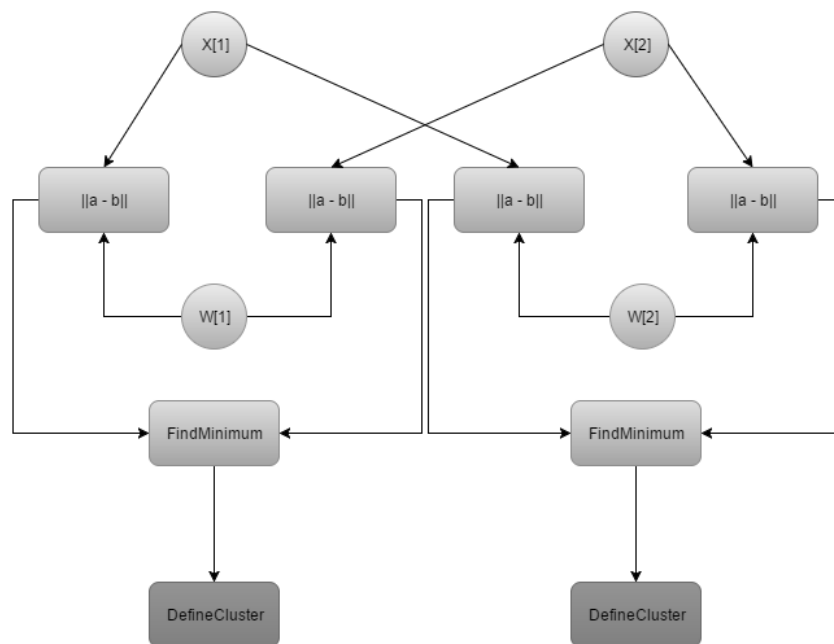 X[1]
X[2]
||a - b||
||a - b||
||a - b||
||a - b||
W[1]
W[2]
FindMinimum
FindMinimum
DefineCluster
DefineCluster